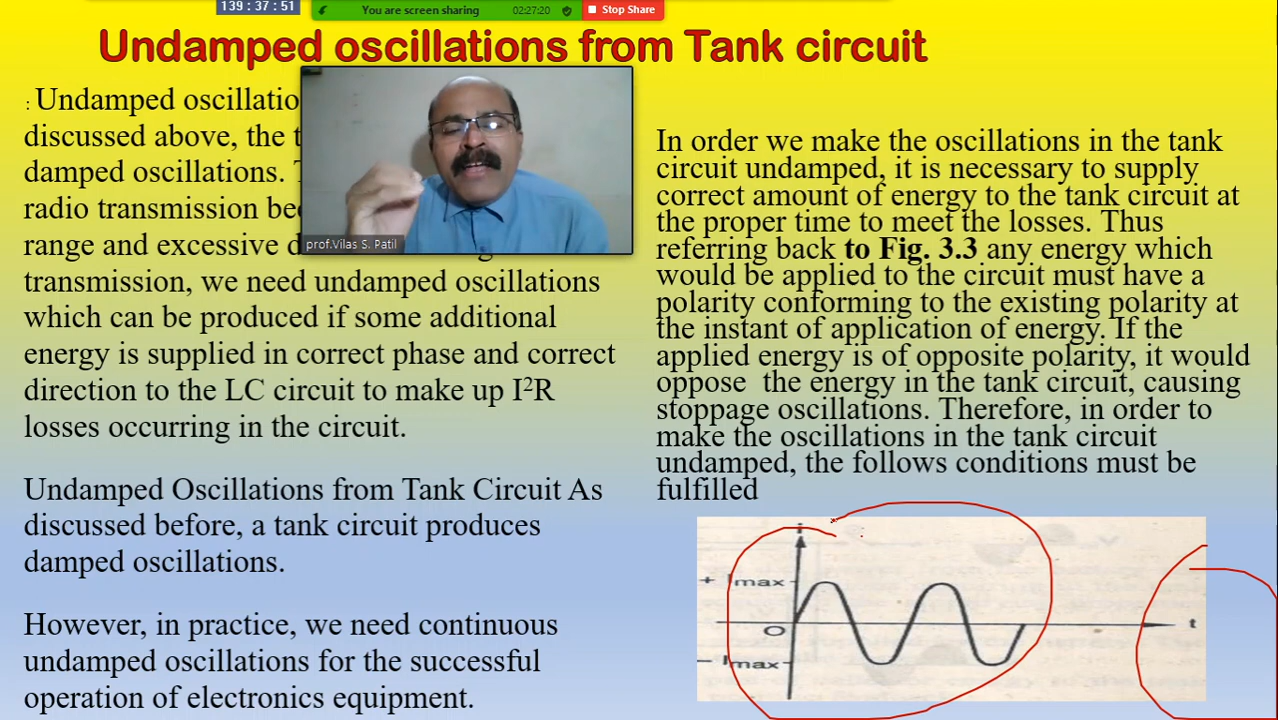 139:37:51
You are screen sharing
02:27:20
Stop Share
Undamped oscillations from Tank circuit
: Undamped
discussed above, the
damped oscillations.
radio transmission
range and excessive
transmission, we need undamped oscillations
which can be produced if some additional
energy is supplied in correct phase and correct
direction to the LC circuit to make up I²R
losses occurring in the circuit.
Undamped Oscillations from Tank Circuit As
discussed before, a tank circuit produces
damped oscillations.
However, in practice, we need continuous
undamped oscillations for the successful
operation of electronics equipment.
prof.Vilas S. Patil
In order we make the oscillations in the tank
circuit undamped, it is necessary to supply
correct amount of energy to the tank circuit at
the proper time to meet the losses. Thus
referring back to Fig. 3.3 any energy which
would be applied to the circuit must have a
polarity conforming to the existing polarity at
the instant of application of energy. If the
applied energy is of opposite polarity, it would
oppose the energy in the tank circuit, causing
stoppage oscillations. Therefore, in order to
make the oscillations in the tank circuit
undamped, the follows conditions must be
fulfilled
i
+ Imax
O
t
- Imax